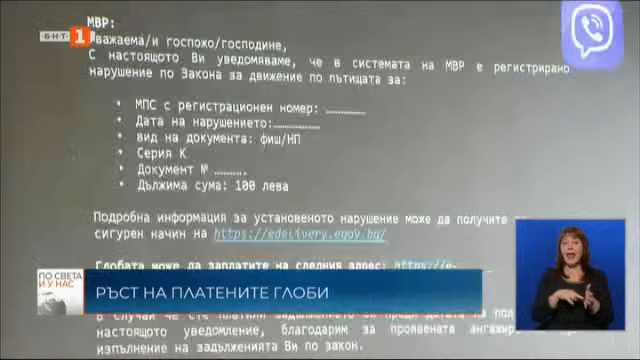 МВР:
важаема/и госпожо/господине,
С настоящото Ви уведомяваме, че в системата на МВР е регистрирано
нарушение по Закона за движение по пътищата за:
• МПС с регистрационен номер: ………………
• Дата на нарушението:………………
• вид на документа: фиш/НП
• Серия К
• Документ № …………
• Дължима сума: 100 лева
Подробна информация за установеното нарушение може да получите
сигурен начин на https://edelivery.egov.bg/
Глобата може да заплатите на следния адрес: https://e-
настоящото уведомление, благодарим за проявената
изпълнение на задълженията Ви по закон.
БНТ 1
ПО СВЕТА
И У НАС
РЪСТ НА ПЛАТЕНИТЕ ГЛОБИ